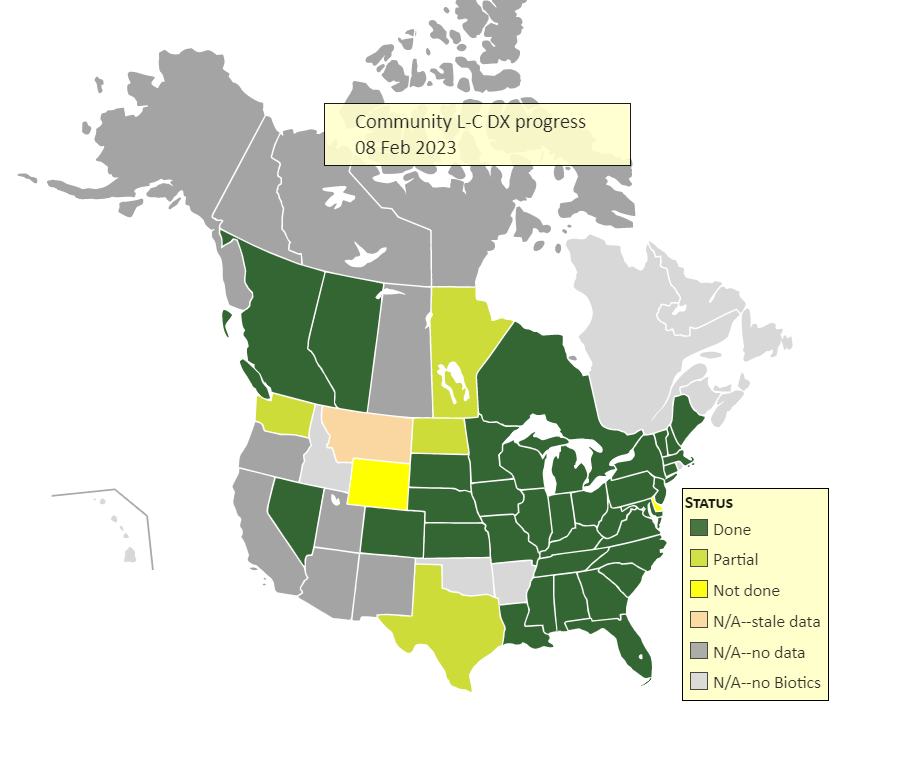 Community L-C DX progress
08 Feb 2023
Status
Done
Partial
Not done
N/A--stale data
N/A--no data
N/A--no Biotics